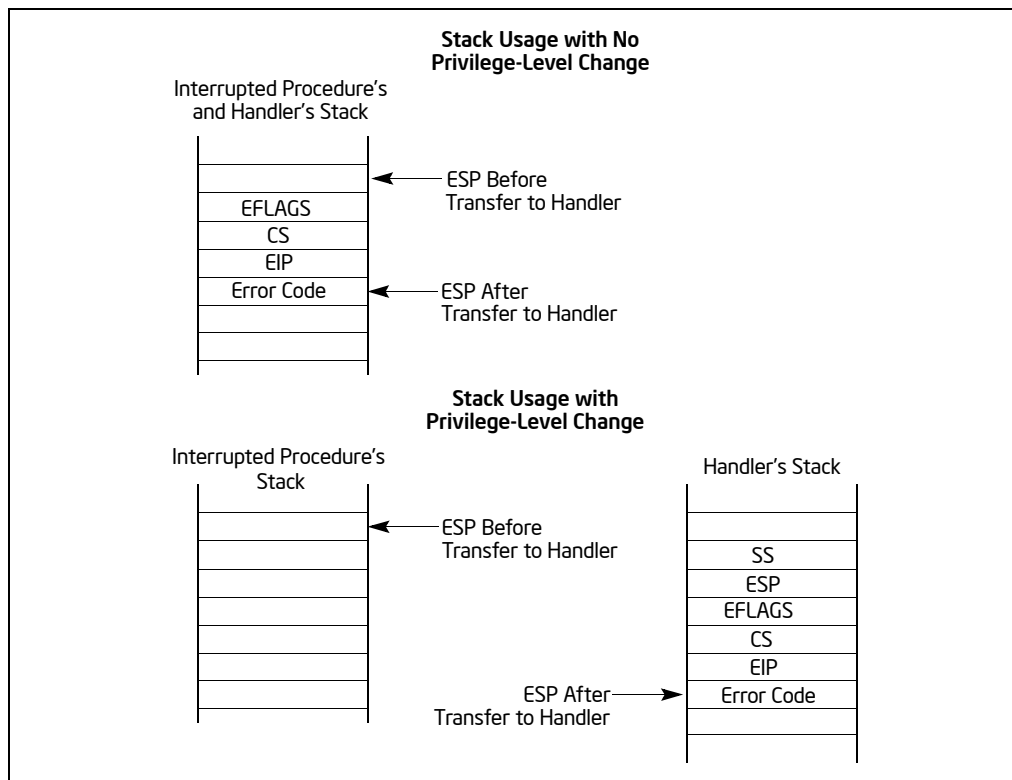 Stack Usage with No
Privilege-Level Change
Interrupted Procedure's
and Handler's Stack
ESP Before
Transfer to Handler
EFLAGS
CS
EIP
Error Code
ESP After
Transfer to Handler
Stack Usage with
Privilege-Level Change
Interrupted Procedure's
Stack
Handler's Stack
ESP Before
Transfer to Handler
SS
ESP
EFLAGS
CS
EIP
ESP After
Transfer to Handler
Error Code